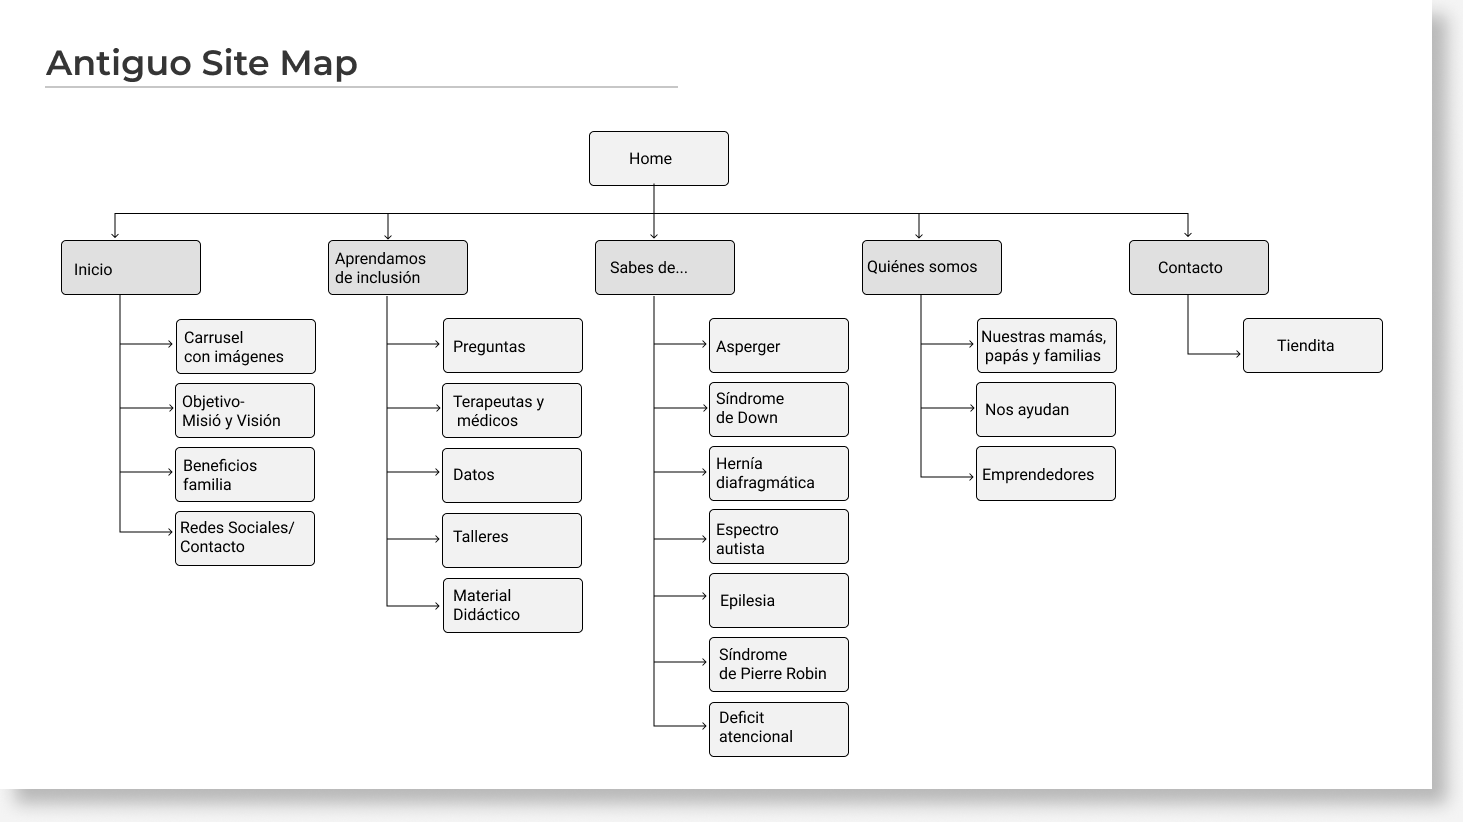 Antiguo Site Map
Home
Inicio
Carrusel
con imágenes
Objetivo-
Misió y Visión
Beneficios
familia
Redes Sociales/
Contacto
Aprendamos
de inclusión
Preguntas
Terapeutas y
médicos
Datos
Talleres
Material
Didáctico
Sabes de...
Asperger
Síndrome
de Down
Hernía
diafragmática
Espectro
autista
Epilesia
Síndrome
de Pierre Robin
Deficit
atencional
Quiénes somos
Nuestras mamás,
papás y familias
Nos ayudan
Emprendedores
Contacto
Tiendita